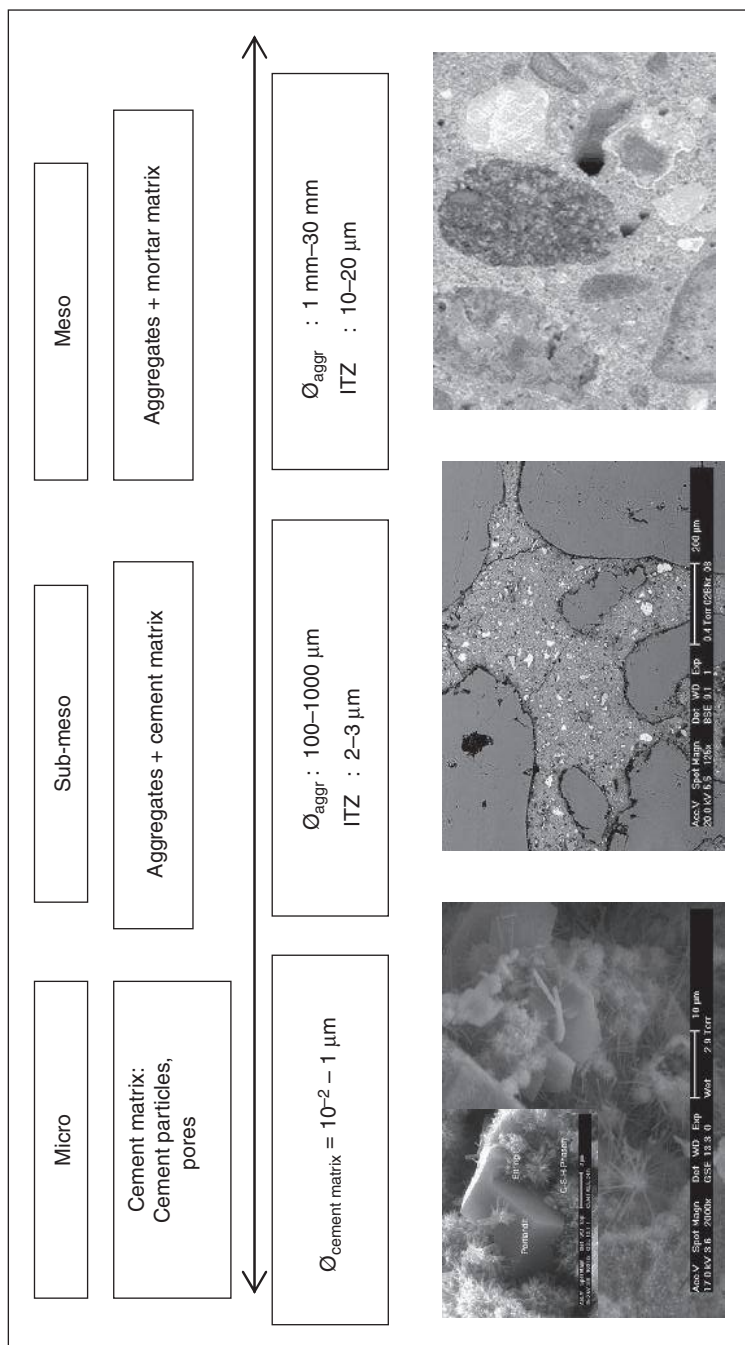 Micro
Cement matrix:
Cement particles,
pores
Øcement matrix = 10–2 – 1 μm
Sub-meso
Aggregates + cement matrix
Øaggr : 100–1000 μm
ITZ : 2–3 μm
Meso
Aggregates + mortar matrix
Øaggr : 1 mm–30 mm
ITZ : 10–20 μm
C-S-H-Phasen
Acc.V Spot Magn Det WD Exp 10 μm
17.0 kV 3.6 2000x GSE 13.3 0 Wet 2.9 Torr
Acc.V Spot Magn Det WD Exp 200 μm
20.0 kV 5.5 125x BSE 9.1 1 0.4 Torr